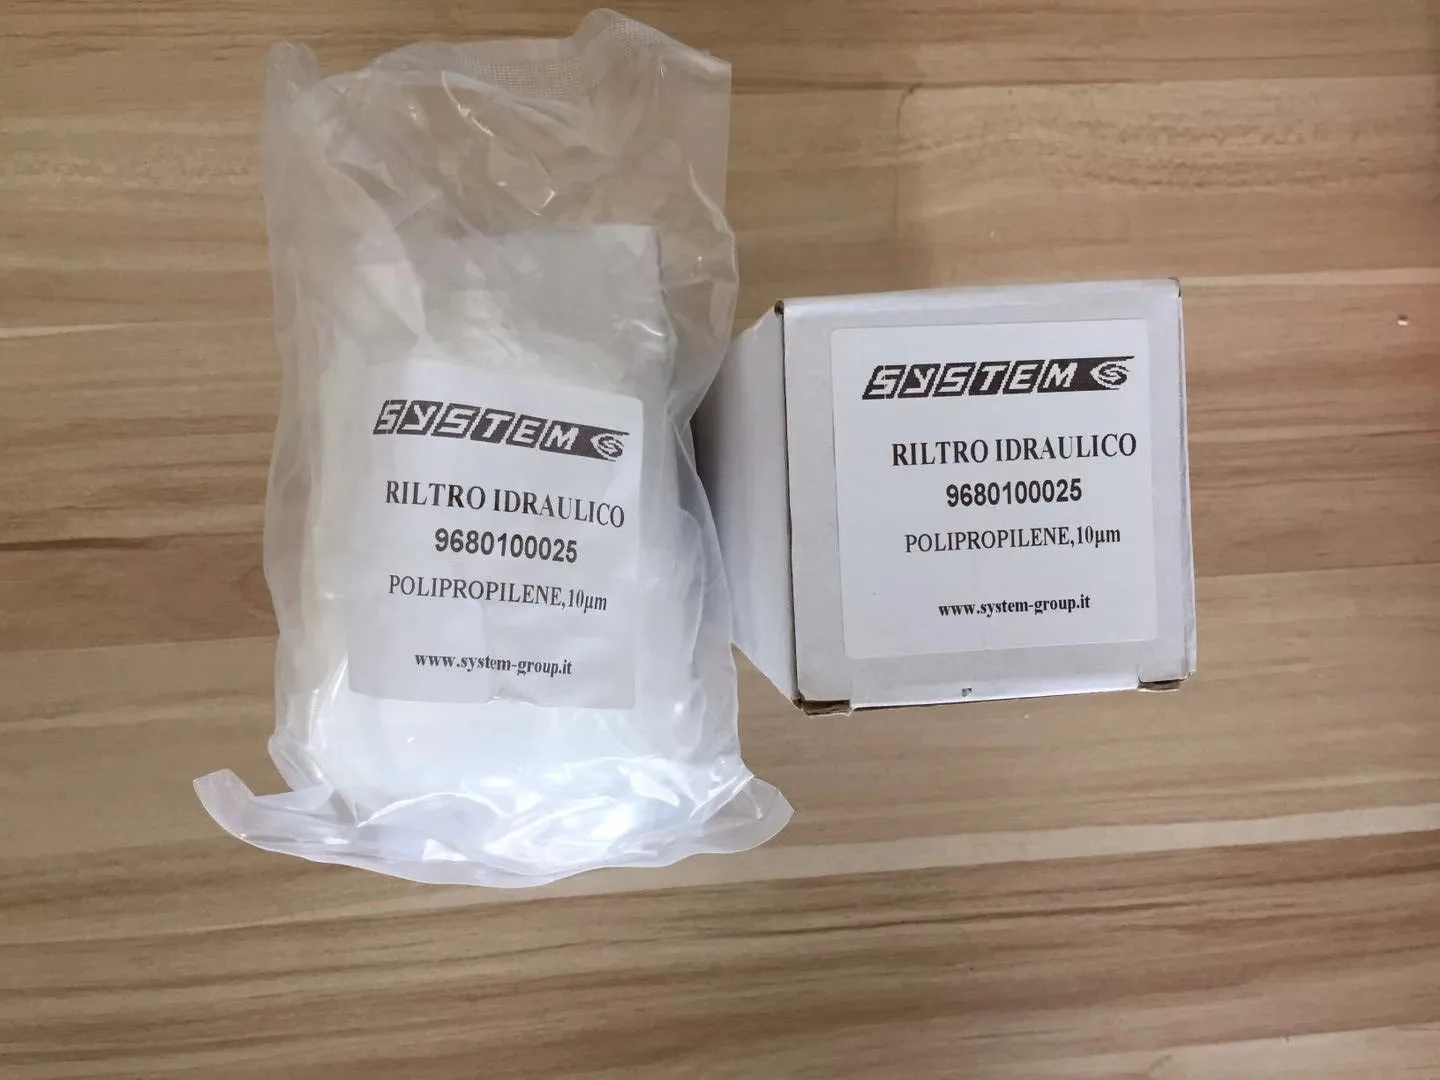 SYSTEM
RILTRO IDRAULICO
9680100025
POLIPROPILENE,10μm
www.system-group.it
SYSTEM
RILTRO IDRAULICO
9680100025
POLIPROPILENE,10μm
www.system-group.it